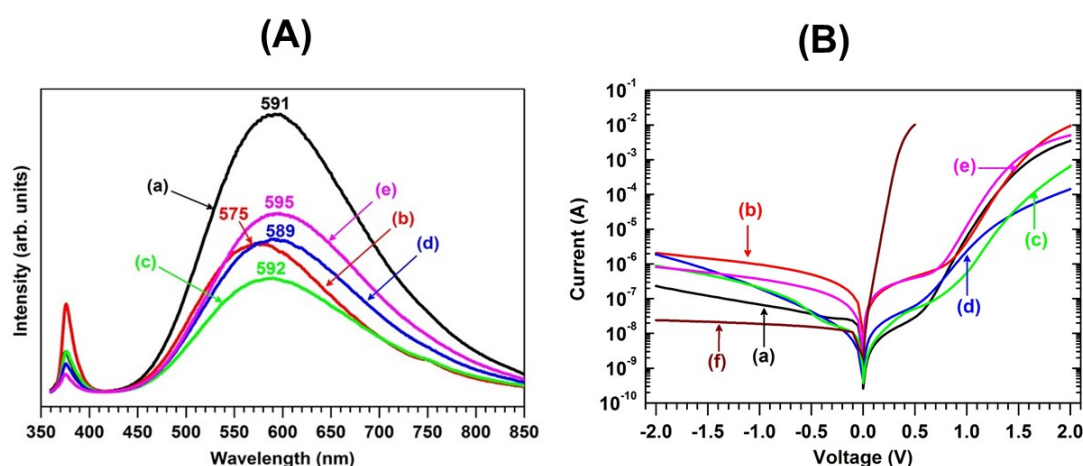 (A)
591
(a)
595
(e)
575
589
(b)
(d)
(c)
592
Intensity (arb. units)
350 400 450 500 550 600 650 700 750 800 850
Wavelength (nm)
(B)
10-1
10-2
10-3
10-4
10-5
10-6
10-7
10-8
10-9
10-10
Current (A)
(e)
(b)
(c)
(d)
(f)
(a)
-2.0 -1.5 -1.0 -0.5 0.0 0.5 1.0 1.5 2.0
Voltage (V)